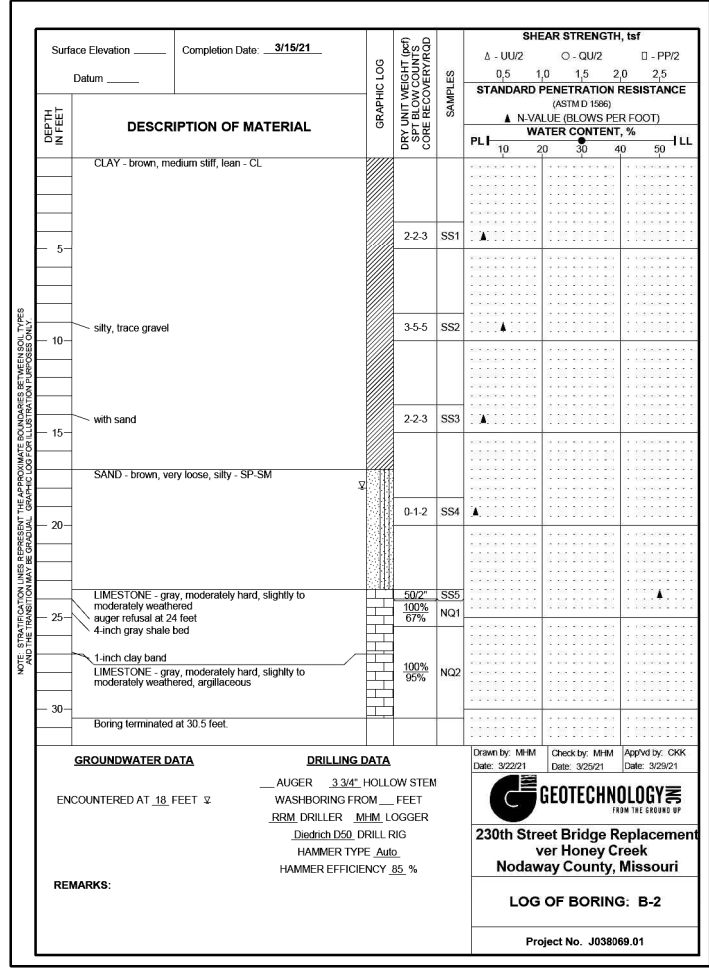 Surface Elevation ______ Completion Date: 3/15/21
Datum ______
DEPTH IN FEET
DESCRIPTION OF MATERIAL
GRAPHIC LOG
DRY UNIT WEIGHT (pcf)
SPT BLOW COUNTS
CORE RECOVERY/RQD
SAMPLES
SHEAR STRENGTH, tsf
Δ - UU/2 ○ - QU/2 □ - PP/2
0,5 1,0 1,5 2,0 2,5
STANDARD PENETRATION RESISTANCE
(ASTM D 1586)
▲ N-VALUE (BLOWS PER FOOT)
WATER CONTENT, %
PL LL
10 20 30 40 50
CLAY - brown, medium stiff, lean - CL
2-2-3 SS1
5
silty, trace gravel
3-5-5 SS2
10
with sand
2-2-3 SS3
15
SAND - brown, very loose, silty - SP-SM
0-1-2 SS4
20
LIMESTONE - gray, moderately hard, slightly to
moderately weathered
50/2" SS5
auger refusal at 24 feet
100%
67%
NQ1
25
4-inch gray shale bed
1-inch clay band
LIMESTONE - gray, moderately hard, slighlty to
moderately weathered, argillaceous
100%
95%
NQ2
30
Boring terminated at 30.5 feet.
NOTE: STRATIFICATION LINES REPRESENT THE APPROXIMATE BOUNDARIES BETWEEN SOIL TYPES
AND THE TRANSITION MAY BE GRADUAL. GRAPHIC LOG FOR ILLUSTRATION PURPOSES ONLY.
GROUNDWATER DATA
ENCOUNTERED AT 18 FEET
REMARKS:
DRILLING DATA
___ AUGER 3 3/4" HOLLOW STEM
WASHBORING FROM ___ FEET
RRM DRILLER MHM LOGGER
Diedrich D50 DRILL RIG
HAMMER TYPE Auto
HAMMER EFFICIENCY 85 %
Drawn by: MHM Check by: MHM App'vd by: CKK
Date: 3/22/21 Date: 3/25/21 Date: 3/29/21
GEOTECHNOLOGY INC
FROM THE GROUND UP
230th Street Bridge Replacement
ver Honey Creek
Nodaway County, Missouri
LOG OF BORING: B-2
Project No. J038069.01